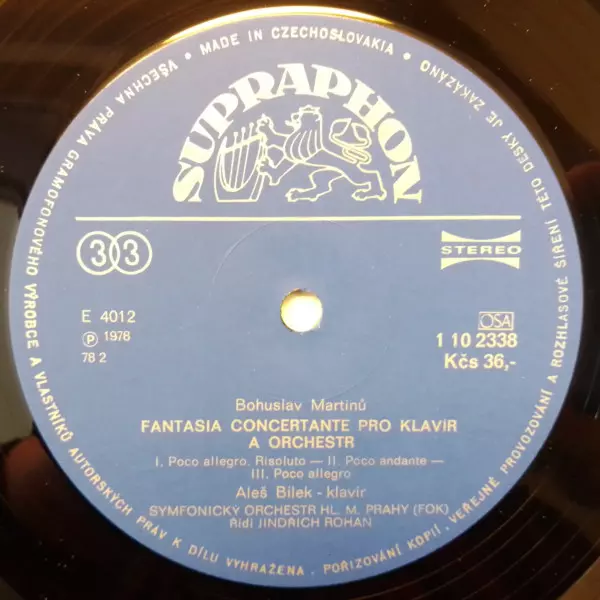 • MADE IN CZECHOSLOVAKIA •
VŠECHNA PRÁVA GRAMOFONOVÉHO VÝROBCE A VLASTNÍKŮ AUTORSKÝCH PRÁV K DÍLU VYHRAŽENA. POŘIZOVÁNÍ KOPIÍ, VEŘEJNÉ PROVOZOVÁNÍ A ROZHLASOVÉ ŠÍŘENÍ TÉTO DESKY JE ZAKÁZÁNO
SUPRAPHON
33
STEREO
E 4012
Ⓟ 1978
78 2
OSA
1 10 2338
Kčs 36,-
Bohuslav Martinů
FANTASIA CONCERTANTE PRO KLAVÍR
A ORCHESTR
I. Poco allegro. Risoluto — II. Poco andante —
III. Poco allegro
Aleš Bílek - klavír
SYMFONICKÝ ORCHESTR HL. M. PRAHY (FOK)
Řídí JINDŘICH ROHAN